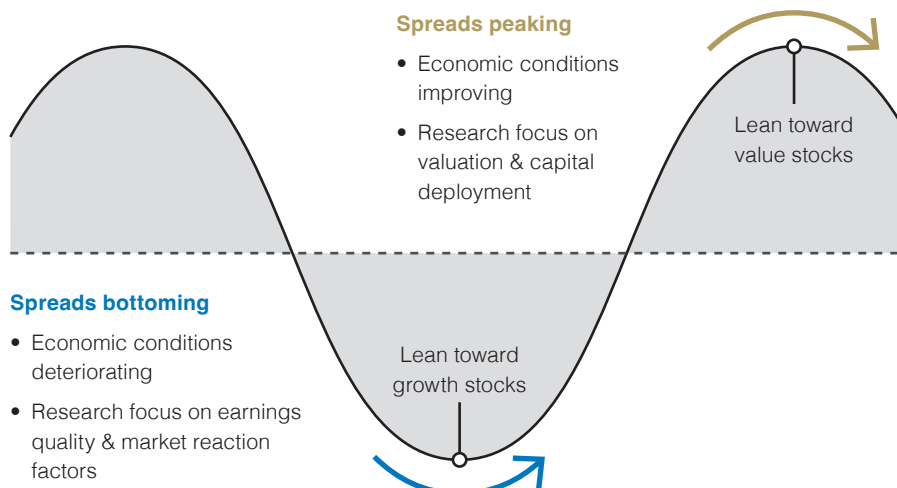 Spreads peaking
• Economic conditions
improving
• Research focus on
valuation & capital
deployment
Lean toward
value stocks
Spreads bottoming
• Economic conditions
deteriorating
• Research focus on earnings
quality & market reaction
factors
Lean toward
growth stocks